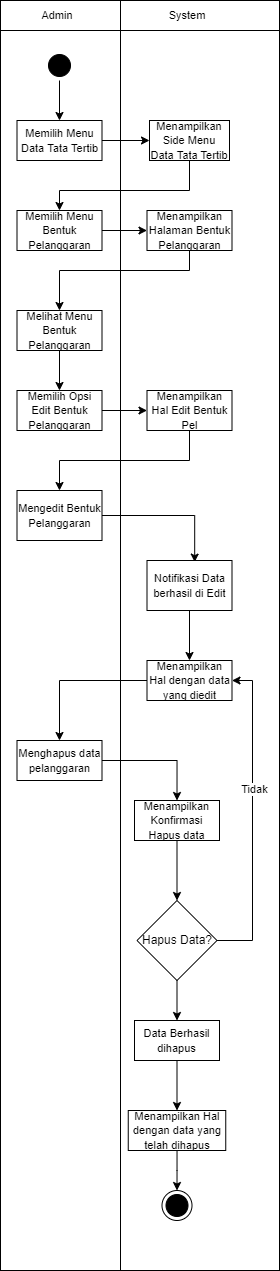 Admin
System
Memilih Menu
Data Tata Tertib
Menampilkan
Side Menu
Data Tata Tertib
Memilih Menu
Bentuk
Pelanggaran
Menampilkan
Halaman Bentuk
Pelanggaran
Melihat Menu
Bentuk
Pelanggaran
Memilih Opsi
Edit Bentuk
Pelanggaran
Menampilkan
Hal Edit Bentuk
Pel
Mengedit Bentuk
Pelanggaran
Notifikasi Data
berhasil di Edit
Menampilkan
Hal dengan data
yang diedit
Menghapus data
pelanggaran
Tidak
Menampilkan
Konfirmasi
Hapus data
Hapus Data?
Data Berhasil
dihapus
Menampilkan Hal
dengan data yang
telah dihapus